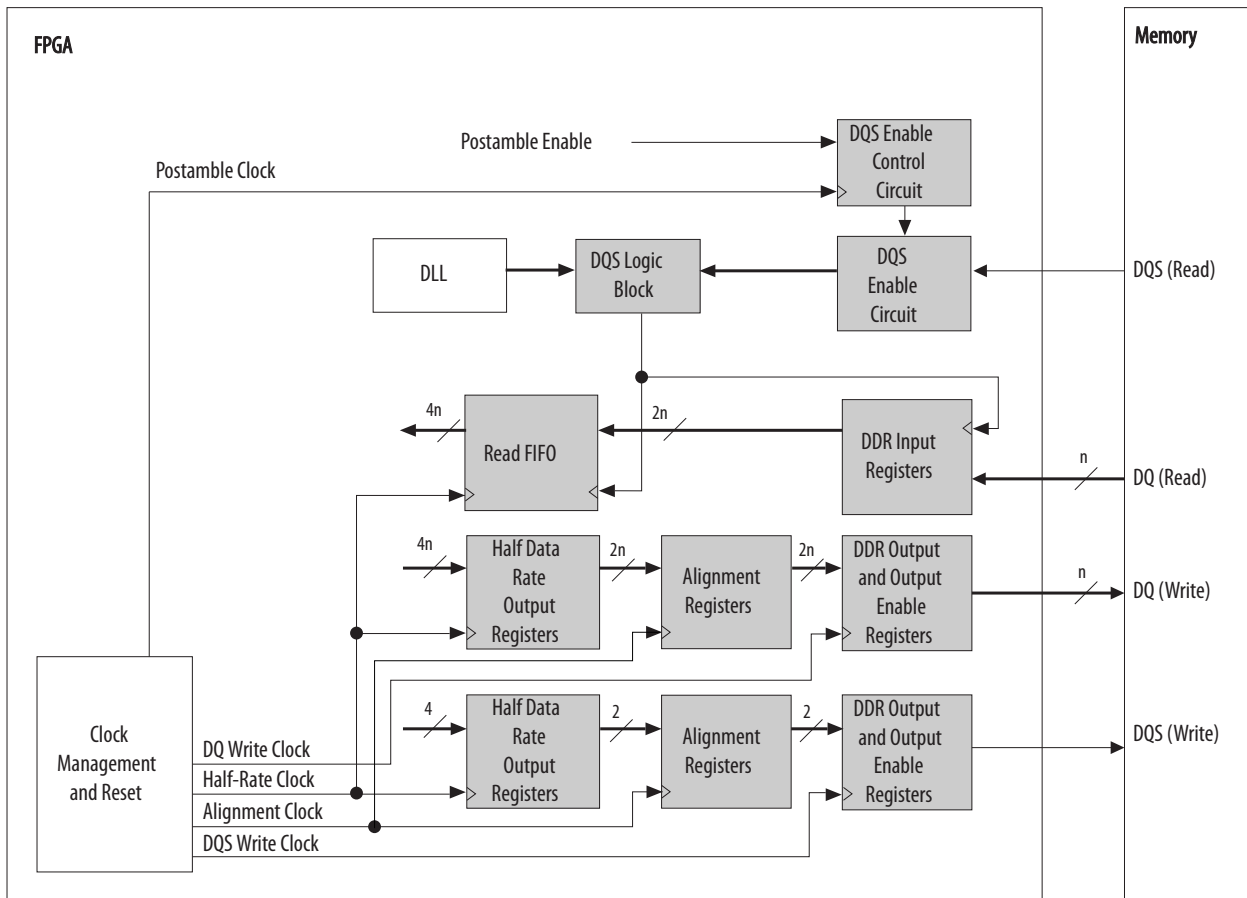 FPGA
Memory
Postamble Enable
DQS Enable
Control
Circuit
Postamble Clock
DLL
DQS Logic
Block
DQS
Enable
Circuit
DQS (Read)
4n
Read FIFO
2n
DDR Input
Registers
n
DQ (Read)
4n
Half Data
Rate
Output
Registers
2n
Alignment
Registers
2n
DDR Output
and Output
Enable
Registers
n
DQ (Write)
Clock
Management
and Reset
DQ Write Clock
Half-Rate Clock
Alignment Clock
DQS Write Clock
4
Half Data
Rate
Output
Registers
2
Alignment
Registers
2
DDR Output
and Output
Enable
Registers
DQS (Write)